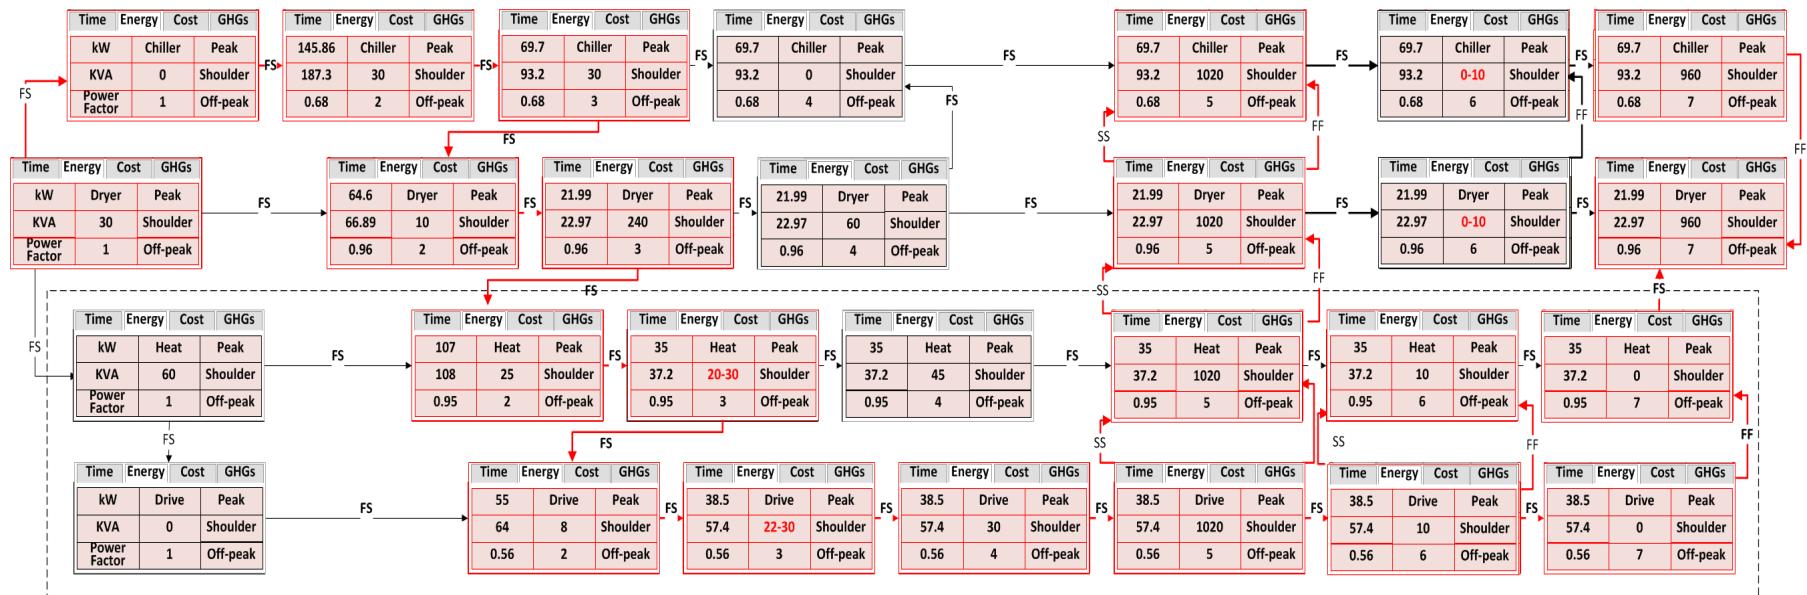 Time Energy Cost GHGs Time Energy Cost GHGs Time Energy Cost GHGs Time Energy Cost GHGs Time Energy Cost GHGs Time Energy Cost GHGs Time Energy Cost GHGs
kW Chiller Peak 145.86 Chiller Peak 69.7 Chiller Peak 69.7 Chiller Peak 69.7 Chiller Peak 69.7 Chiller Peak 69.7 Chiller Peak
FS FS FS FS FS FS
KVA 0 Shoulder 187.3 30 Shoulder 93.2 30 Shoulder 93.2 0 Shoulder 93.2 1020 Shoulder 93.2 0-10 Shoulder 93.2 960 Shoulder
FS
Power Factor 1 Off-peak 0.68 2 Off-peak 0.68 3 Off-peak 0.68 4 Off-peak 0.68 5 Off-peak 0.68 6 Off-peak 0.68 7 Off-peak
FS FS SS FF FF FF
Time Energy Cost GHGs Time Energy Cost GHGs Time Energy Cost GHGs Time Energy Cost GHGs Time Energy Cost GHGs Time Energy Cost GHGs Time Energy Cost GHGs
kW Dryer Peak 64.6 Dryer Peak 21.99 Dryer Peak 21.99 Dryer Peak 21.99 Dryer Peak 21.99 Dryer Peak 21.99 Dryer Peak
FS FS FS FS FS FS
KVA 30 Shoulder 66.89 10 Shoulder 22.97 240 Shoulder 22.97 60 Shoulder 22.97 1020 Shoulder 22.97 0-10 Shoulder 22.97 960 Shoulder
Power Factor 1 Off-peak 0.96 2 Off-peak 0.96 3 Off-peak 0.96 4 Off-peak 0.96 5 Off-peak 0.96 6 Off-peak 0.96 7 Off-peak
FS SS FF FS
Time Energy Cost GHGs Time Energy Cost GHGs Time Energy Cost GHGs Time Energy Cost GHGs Time Energy Cost GHGs Time Energy Cost GHGs Time Energy Cost GHGs
FS
kW Heat Peak 107 Heat Peak 35 Heat Peak 35 Heat Peak 35 Heat Peak 35 Heat Peak 35 Heat Peak
FS FS FS FS FS FS
KVA 60 Shoulder 108 25 Shoulder 37.2 20-30 Shoulder 37.2 45 Shoulder 37.2 1020 Shoulder 37.2 10 Shoulder 37.2 0 Shoulder
Power Factor 1 Off-peak 0.95 2 Off-peak 0.95 3 Off-peak 0.95 4 Off-peak 0.95 5 Off-peak 0.95 6 Off-peak 0.95 7 Off-peak
FS FS SS SS FF FF
Time Energy Cost GHGs Time Energy Cost GHGs Time Energy Cost GHGs Time Energy Cost GHGs Time Energy Cost GHGs Time Energy Cost GHGs Time Energy Cost GHGs
kW Drive Peak 55 Drive Peak 38.5 Drive Peak 38.5 Drive Peak 38.5 Drive Peak 38.5 Drive Peak 38.5 Drive Peak
FS FS FS FS FS FS
KVA 0 Shoulder 64 8 Shoulder 57.4 22-30 Shoulder 57.4 30 Shoulder 57.4 1020 Shoulder 57.4 10 Shoulder 57.4 0 Shoulder
Power Factor 1 Off-peak 0.56 2 Off-peak 0.56 3 Off-peak 0.56 4 Off-peak 0.56 5 Off-peak 0.56 6 Off-peak 0.56 7 Off-peak